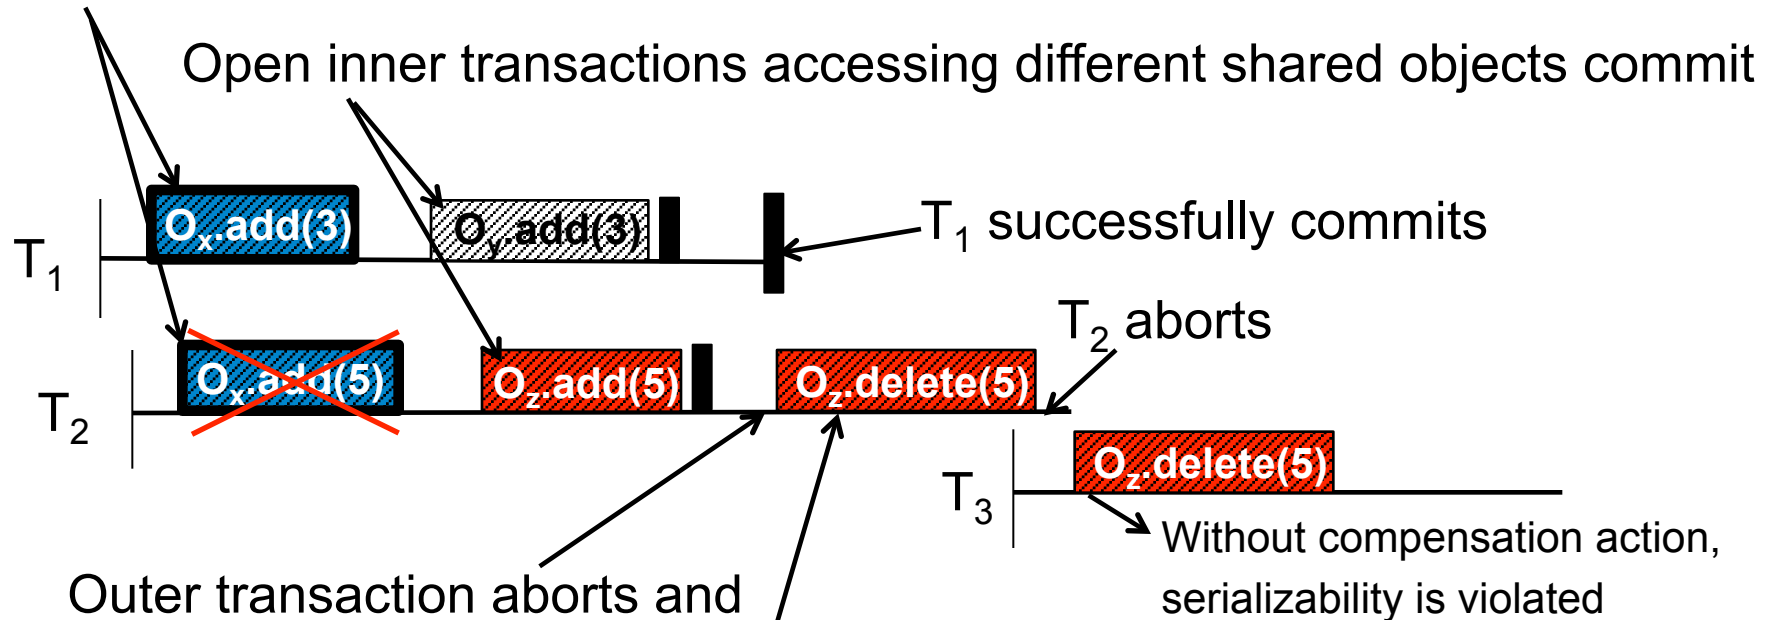 Open inner transactions accessing different shared objects commit
Ox.add(3)
Oy.add(3)
T1 successfully commits
T1
T2 aborts
Ox.add(5)
Oz.add(5)
Oz.delete(5)
T2
Oz.delete(5)
T3
Without compensation action,
serializability is violated
Outer transaction aborts and